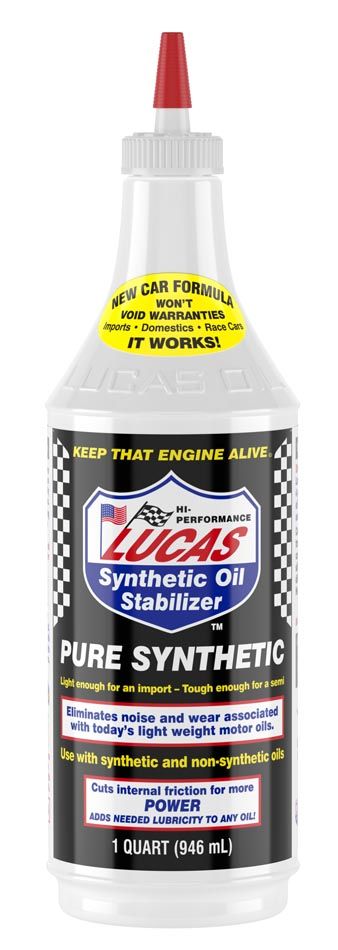 NEW CAR FORMULA
WON'T
VOID WARRANTIES
Imports • Domestics • Race Cars
IT WORKS!
LUCAS OIL
KEEP THAT ENGINE ALIVE®
HI-
PERFORMANCE
LUCAS
Synthetic Oil
Stabilizer
TM
PURE SYNTHETIC
Light enough for an import – Tough enough for a semi
Eliminates noise and wear associated
with today's light weight motor oils.
Use with synthetic and non-synthetic oils
Cuts internal friction for more
POWER
ADDS NEEDED LUBRICITY TO ANY OIL!
1 QUART (946 mL)